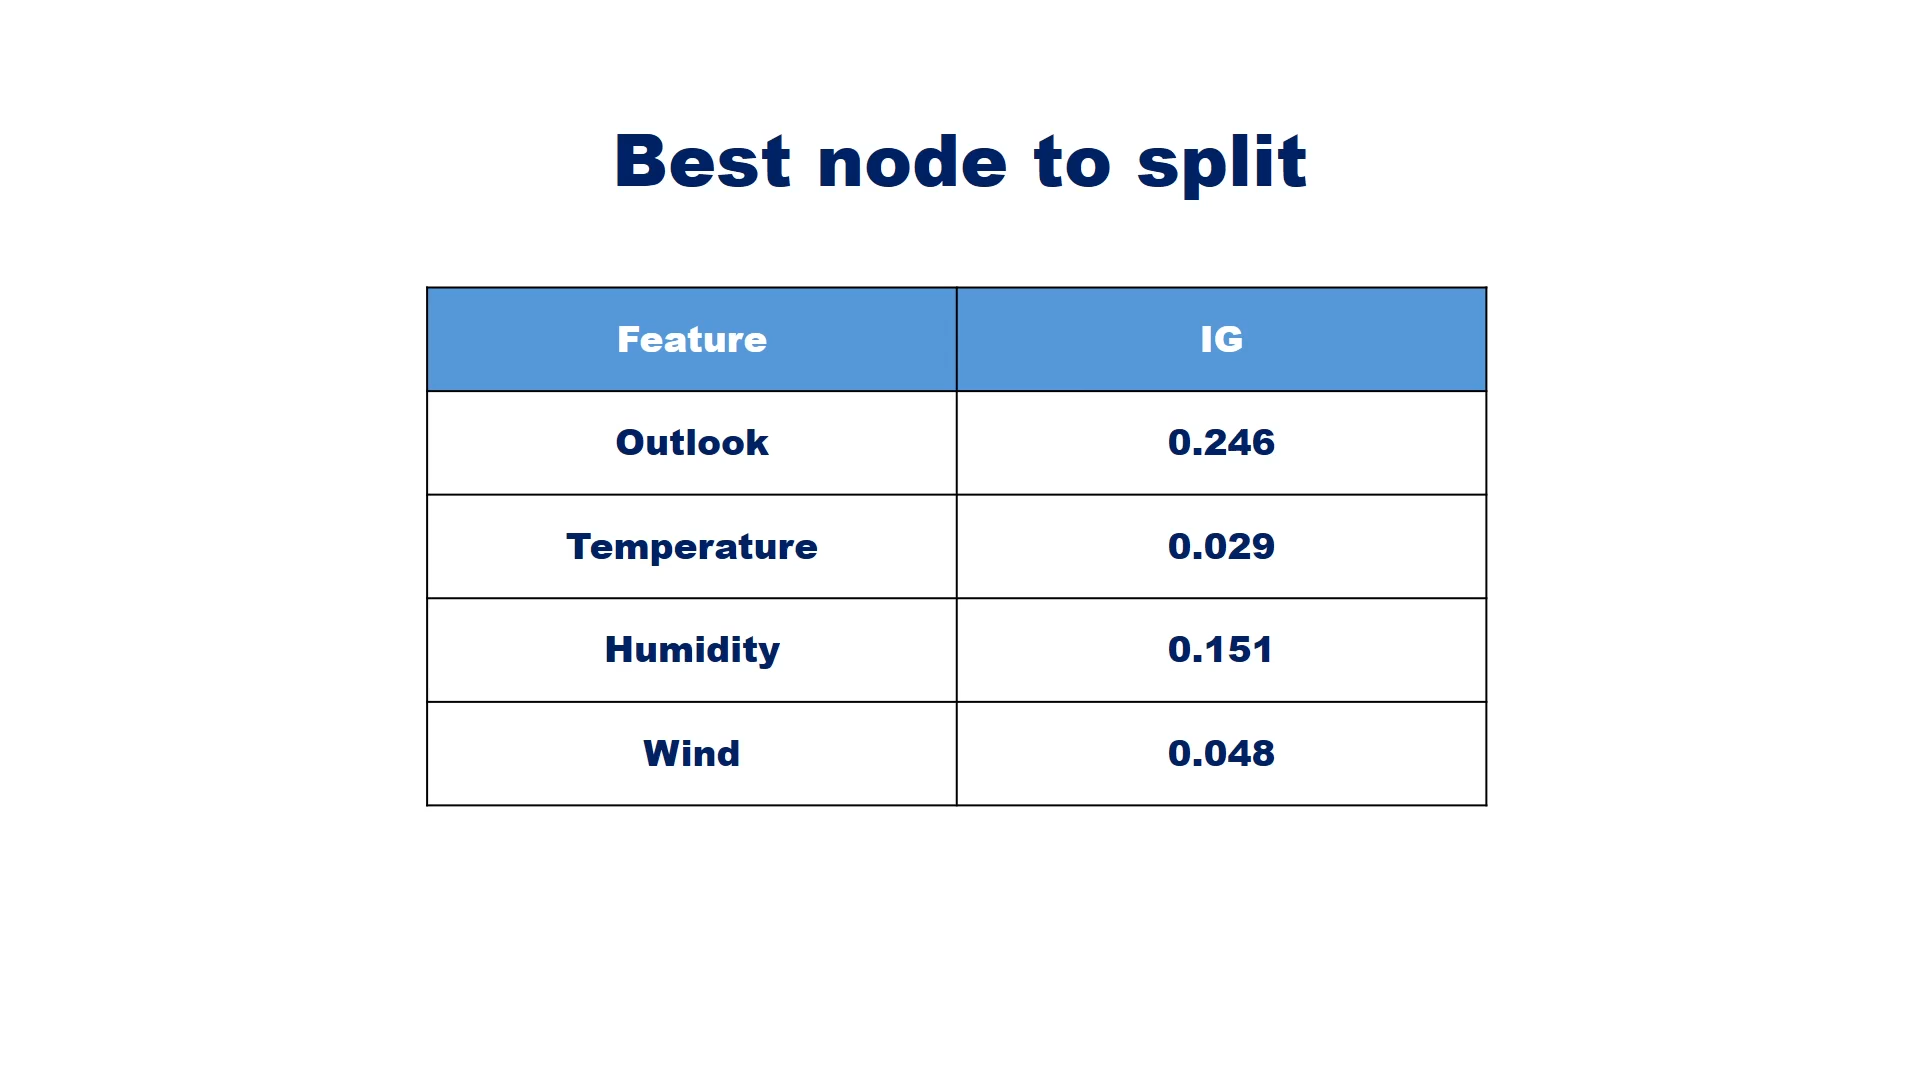 Best node to split
Feature IG
Outlook 0.246
Temperature 0.029
Humidity 0.151
Wind 0.048